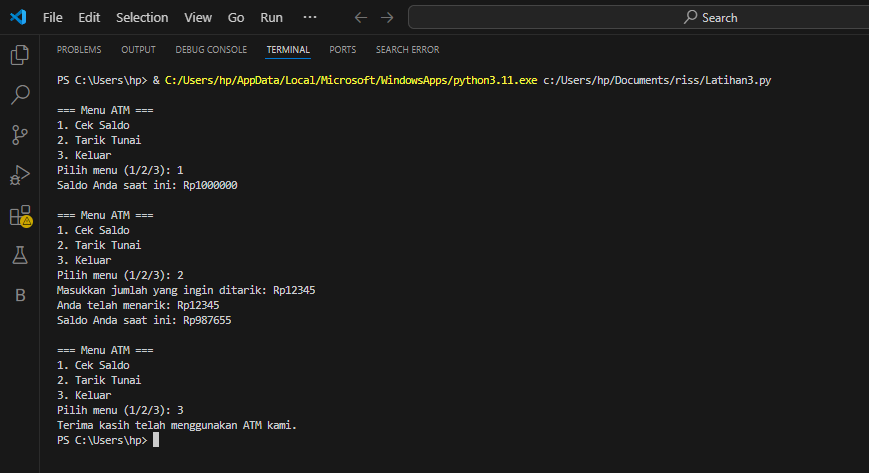 File Edit Selection View Go Run ··· Search
PROBLEMS OUTPUT DEBUG CONSOLE TERMINAL PORTS SEARCH ERROR
PS C:\Users\hp> & C:/Users/hp/AppData/Local/Microsoft/WindowsApps/python3.11.exe c:/Users/hp/Documents/riss/Latihan3.py
=== Menu ATM ===
1. Cek Saldo
2. Tarik Tunai
3. Keluar
Pilih menu (1/2/3): 1
Saldo Anda saat ini: Rp1000000
=== Menu ATM ===
1. Cek Saldo
2. Tarik Tunai
3. Keluar
Pilih menu (1/2/3): 2
Masukkan jumlah yang ingin ditarik: Rp12345
Anda telah menarik: Rp12345
Saldo Anda saat ini: Rp987655
=== Menu ATM ===
1. Cek Saldo
2. Tarik Tunai
3. Keluar
Pilih menu (1/2/3): 3
Terima kasih telah menggunakan ATM kami.
PS C:\Users\hp>
B